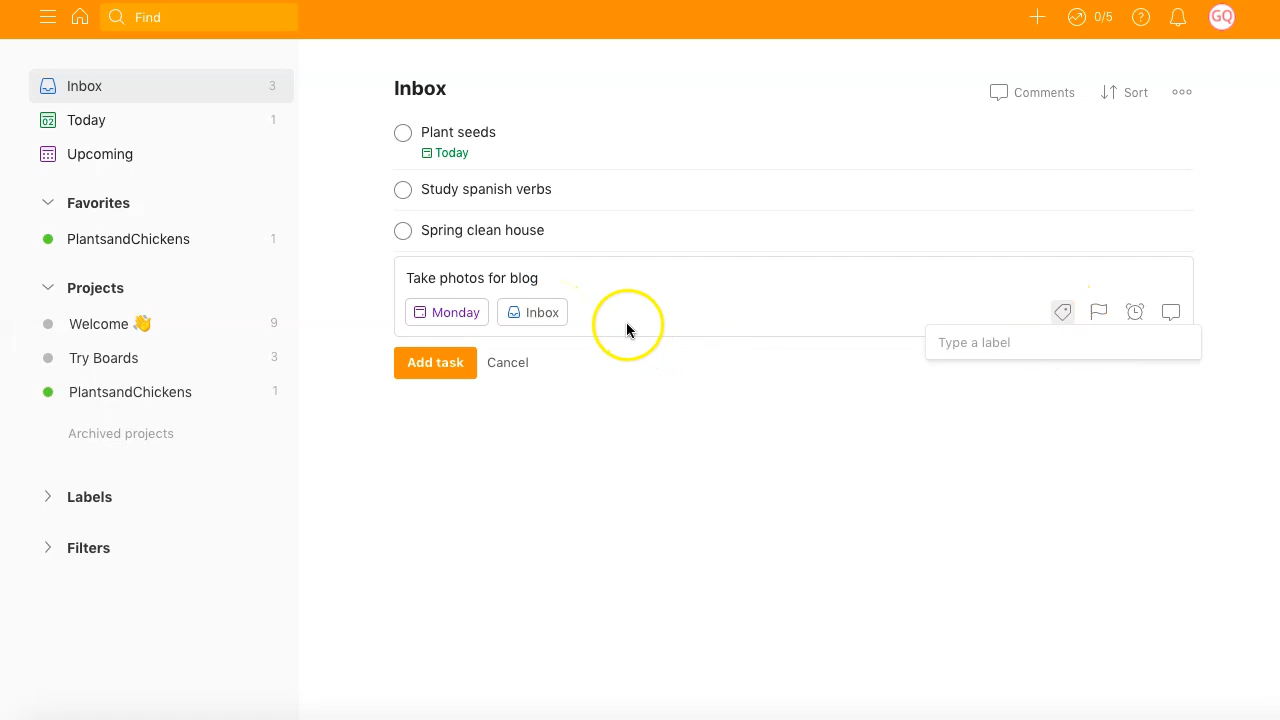 Find
0/5
GQ
Inbox 3
02 Today 1
Upcoming
Favorites
PlantsandChickens 1
Projects
Welcome 👋 9
Try Boards 3
PlantsandChickens 1
Archived projects
Labels
Filters
Inbox
Comments Sort
Plant seeds
Today
Study spanish verbs
Spring clean house
Take photos for blog
Monday Inbox
Type a label
Add task Cancel